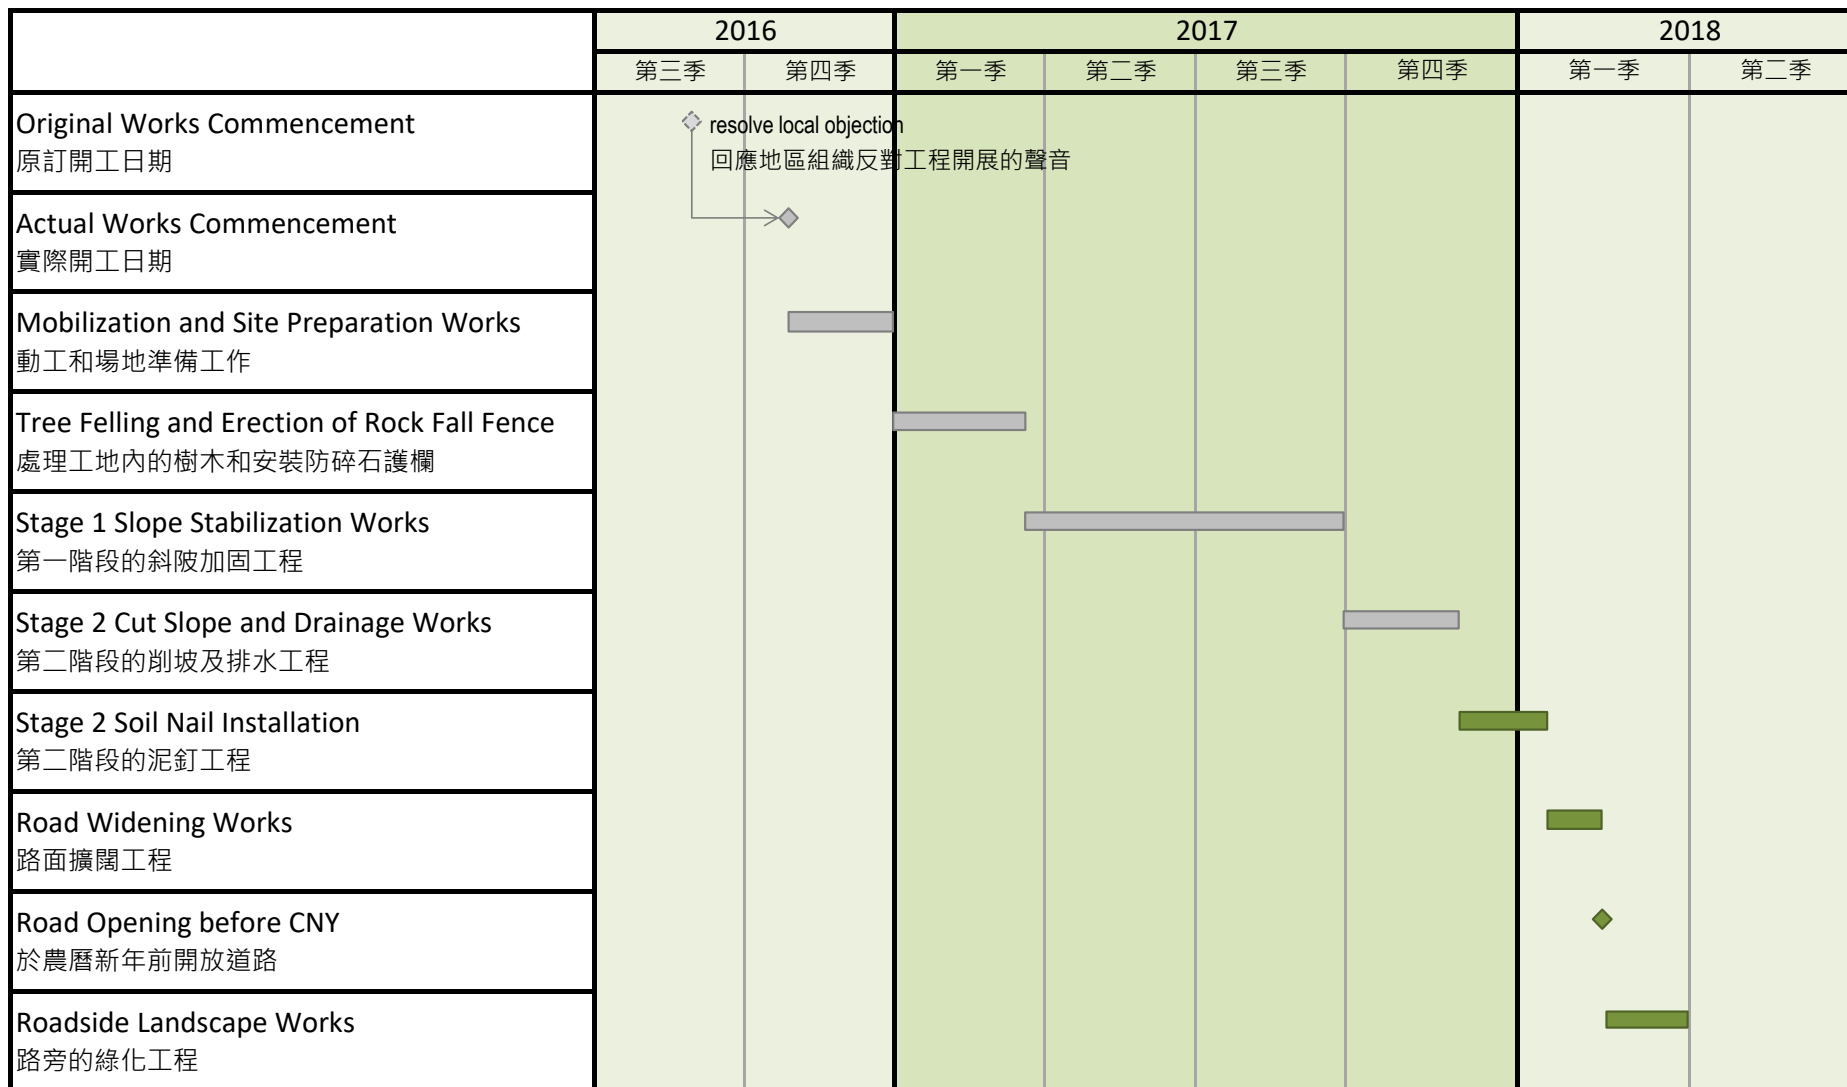 2016 2017 2018
第三季 第四季 第一季 第二季 第三季 第四季 第一季 第二季
Original Works Commencement
原訂開工日期
resolve local objection
回應地區組織反對工程開展的聲音
Actual Works Commencement
實際開工日期
Mobilization and Site Preparation Works
動工和場地準備工作
Tree Felling and Erection of Rock Fall Fence
處理工地內的樹木和安裝防碎石護欄
Stage 1 Slope Stabilization Works
第一階段的斜陂加固工程
Stage 2 Cut Slope and Drainage Works
第二階段的削坡及排水工程
Stage 2 Soil Nail Installation
第二階段的泥釘工程
Road Widening Works
路面擴闊工程
Road Opening before CNY
於農曆新年前開放道路
Roadside Landscape Works
路旁的綠化工程